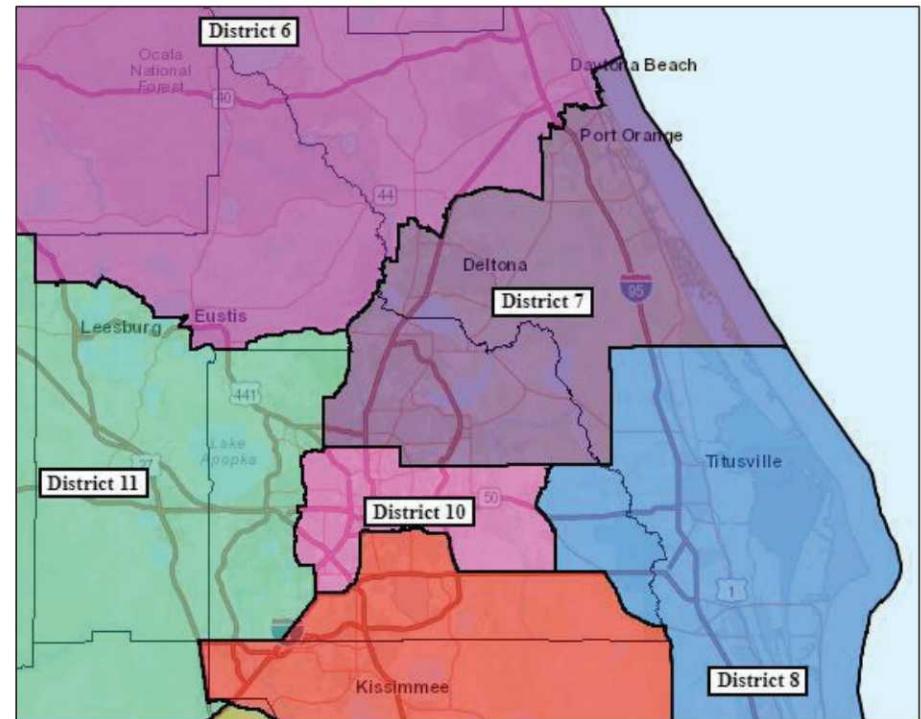 District 6
Ocala
National
Forest
Daytona Beach
40
Port Orange
44
Deltona
District 7
95
Eustis
Leesburg
441
Lake
Apopka
Titusville
27
District 11
50
District 10
1
Kissimmee
District 8